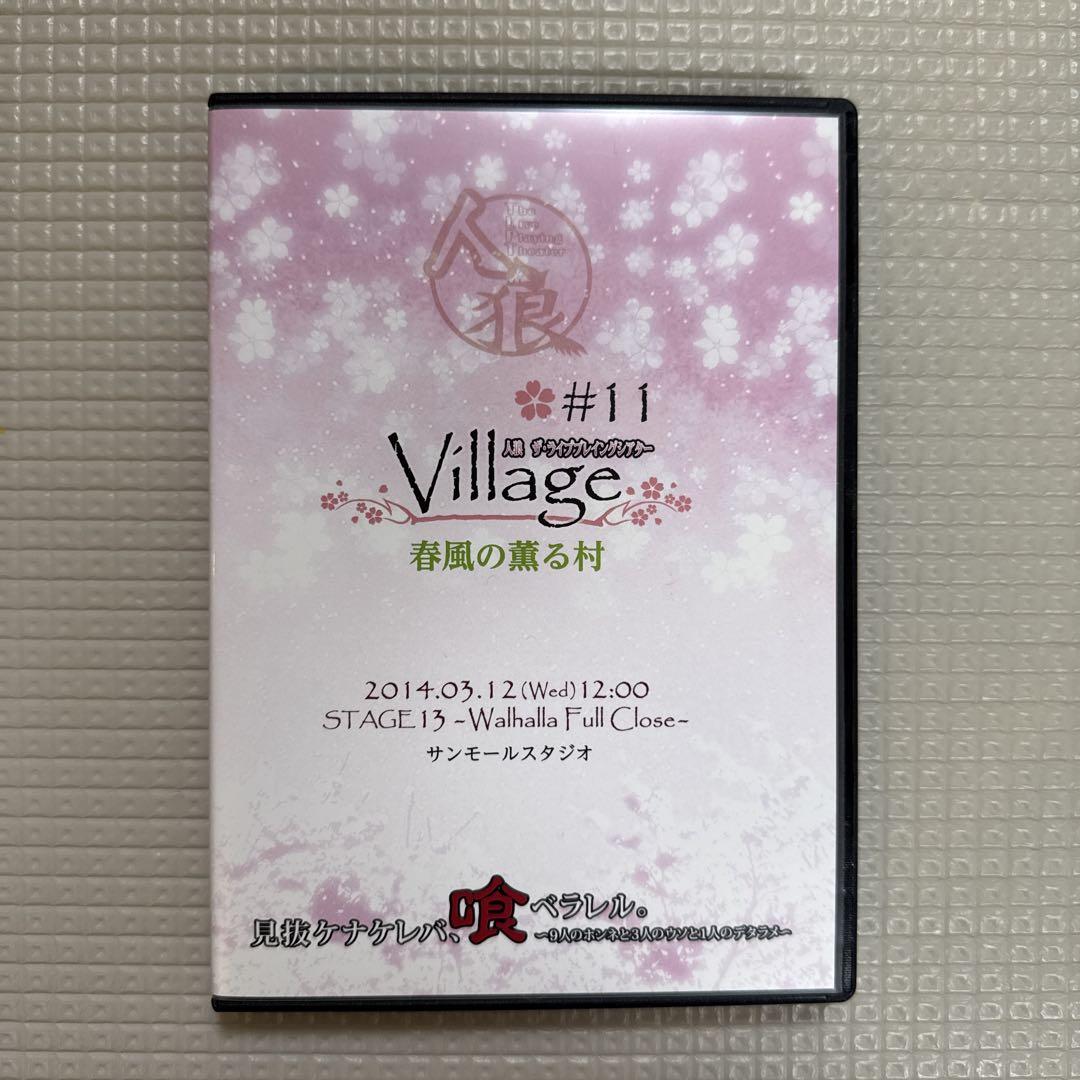 人狼
The
Live
Playing
Theater
#11
人狼 ザ・ライブプレイングシアター
Village
春風の薫る村
2014.03.12(Wed)12:00
STAGE13 ~Walhalla Full Close~
サンモールスタジオ
見抜ケナケレバ、喰ベラレル。
~9人のホンネと3人のウソと1人のデタラメ~